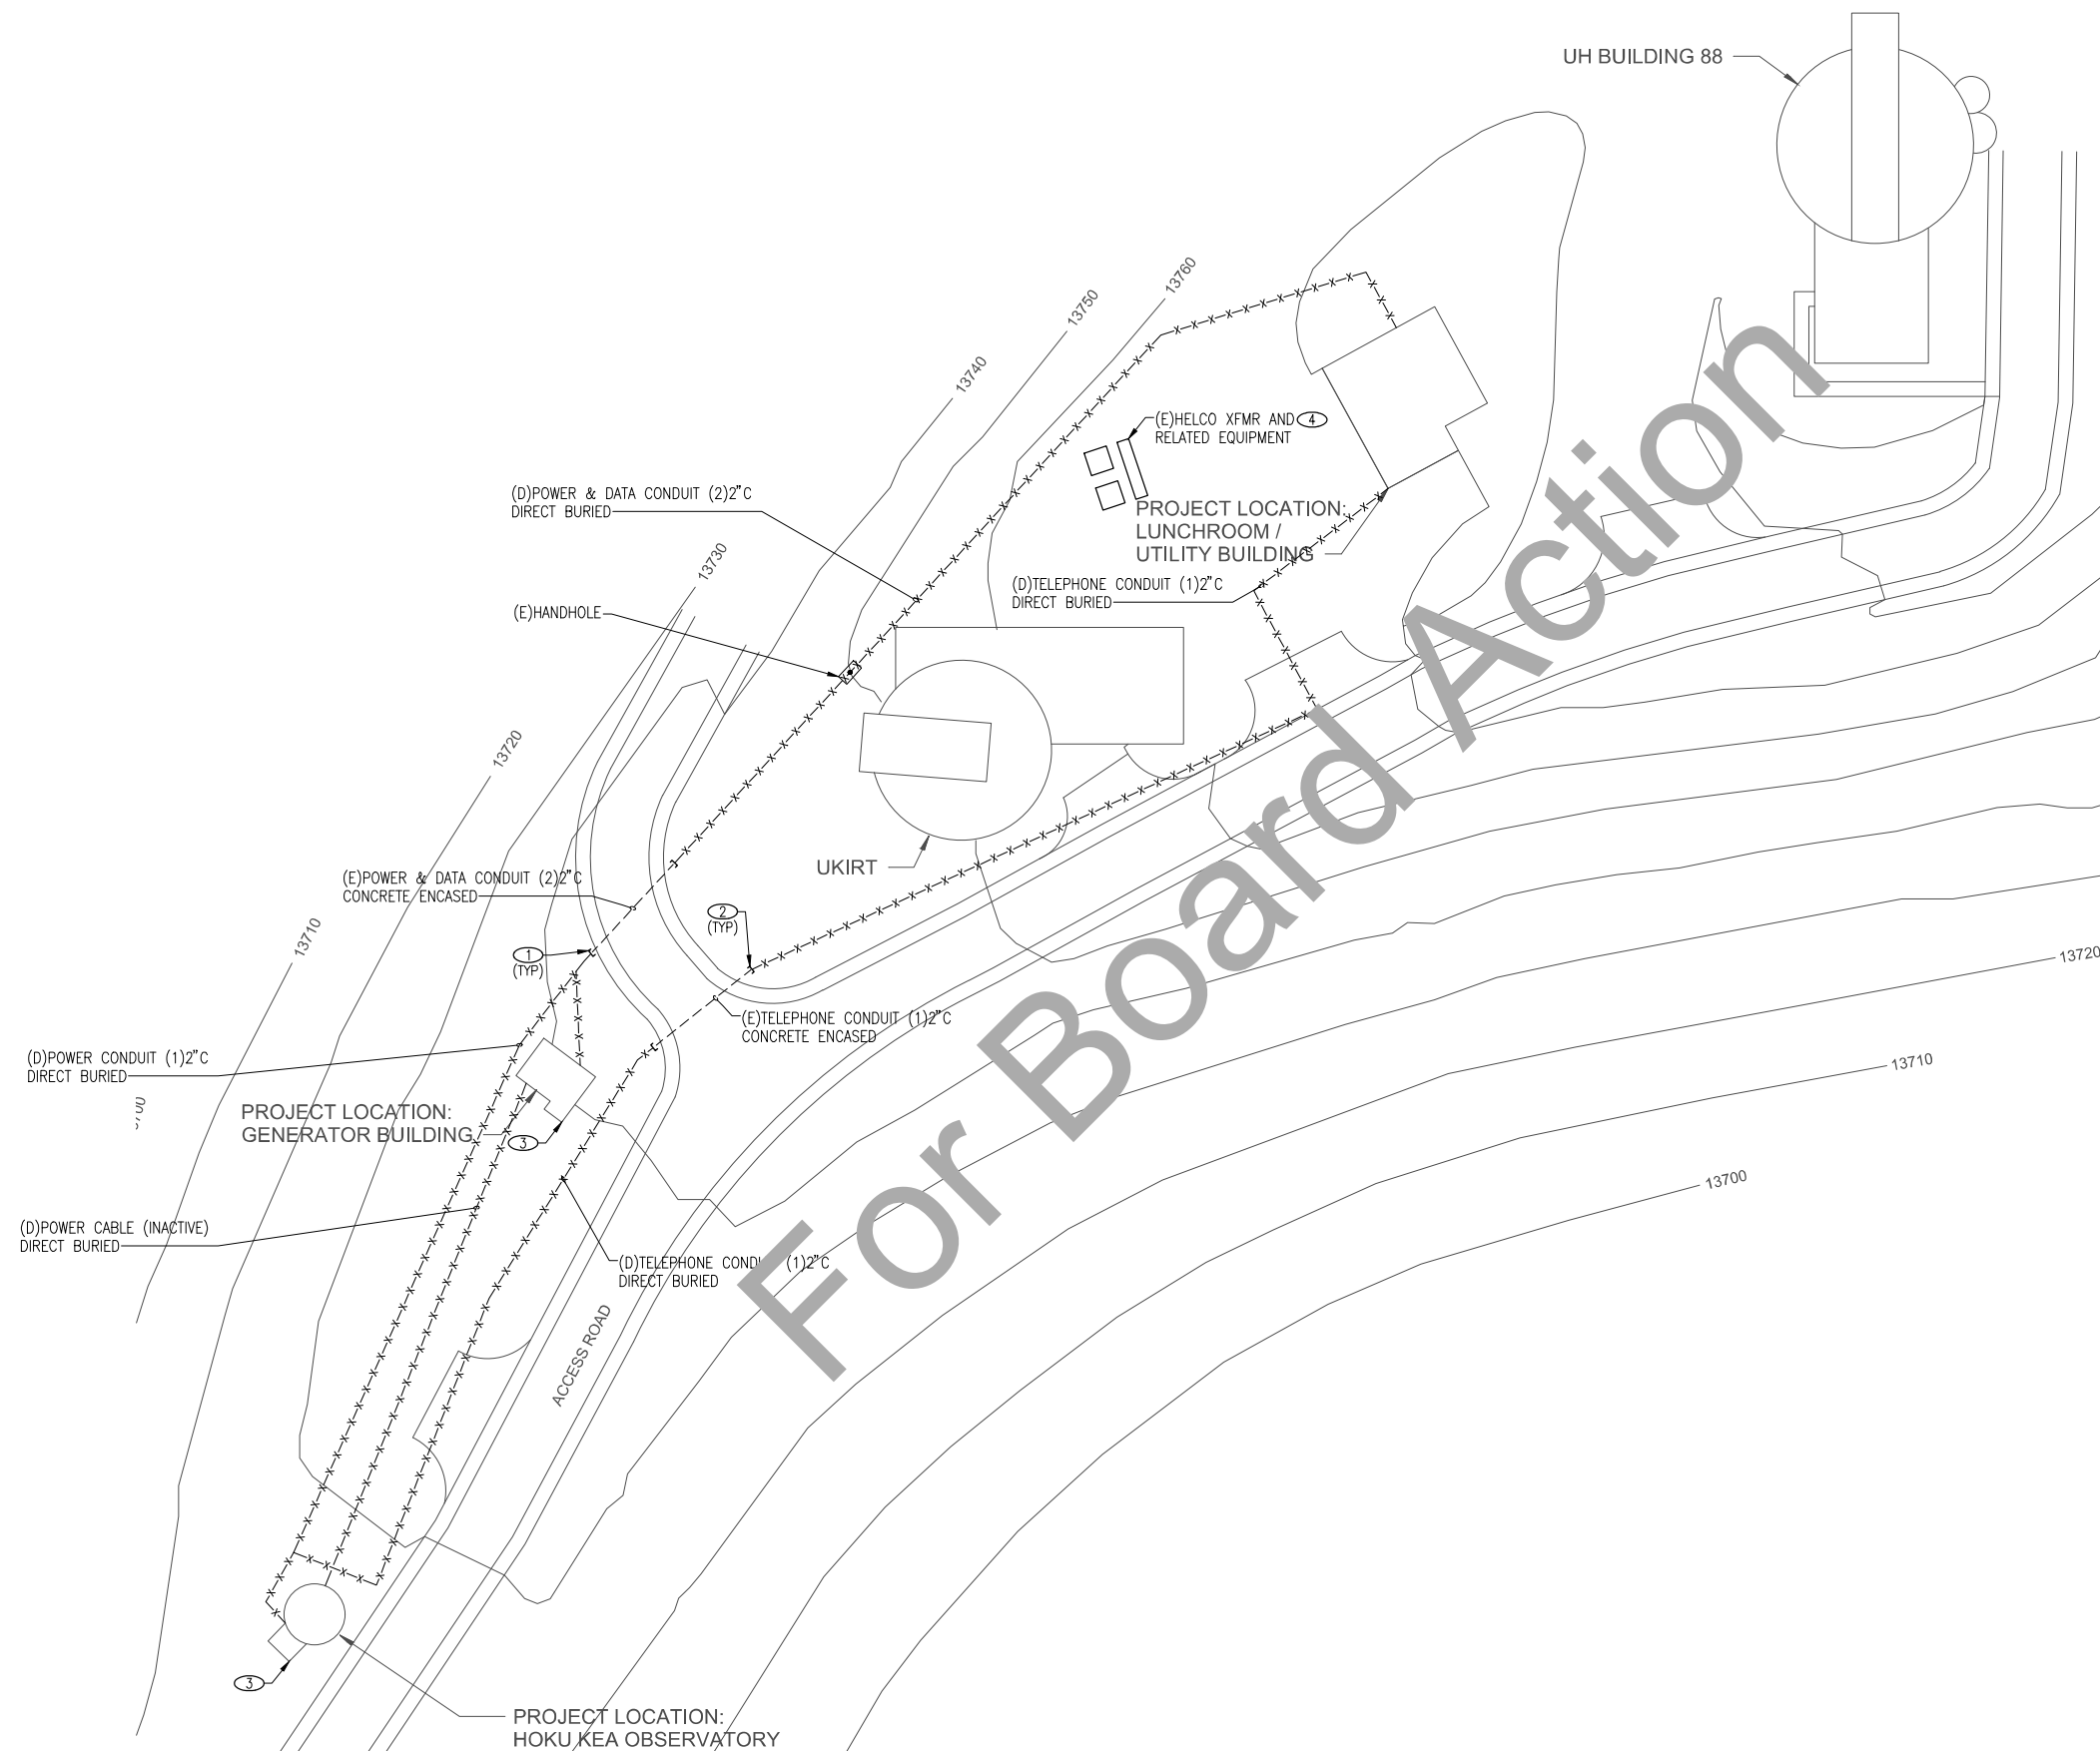 UH BUILDING 88
13760
13750
13740
(E)HELCO XFMR AND 4
RELATED EQUIPMENT
(D)POWER & DATA CONDUIT (2)2"C
DIRECT BURIED
PROJECT LOCATION:
LUNCHROOM /
UTILITY BUILDING
13730
(D)TELEPHONE CONDUIT (1)2"C
DIRECT BURIED
(E)HANDHOLE
13720
UKIRT
(E)POWER & DATA CONDUIT (2)2"C
CONCRETE ENCASED
2
(TYP)
13710
1
(TYP)
13720
(E)TELEPHONE CONDUIT (1)2"C
CONCRETE ENCASED
(D)POWER CONDUIT (1)2"C
DIRECT BURIED
13710
PROJECT LOCATION:
GENERATOR BUILDING
3
13700
(D)POWER CABLE (INACTIVE)
DIRECT BURIED
(D)TELEPHONE CONDUIT (1)2"C
DIRECT BURIED
ACCESS ROAD
For Board Action
3
PROJECT LOCATION:
HOKU KEA OBSERVATORY